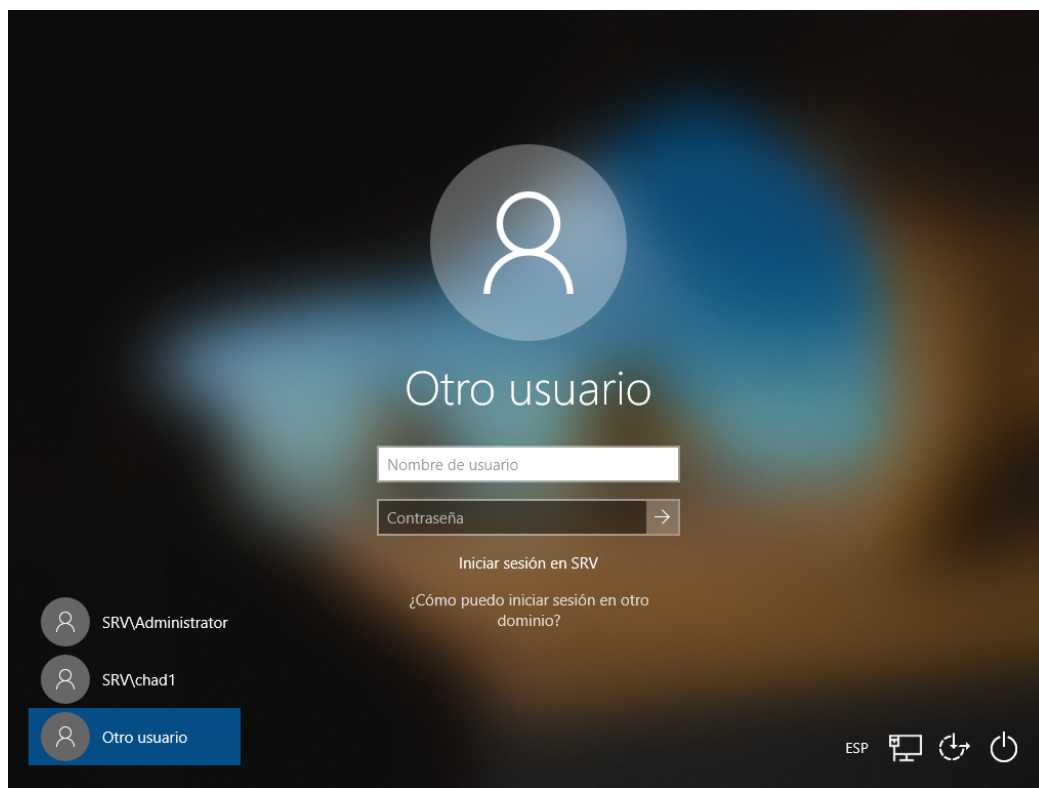 Otro usuario
Nombre de usuario
Contraseña
Iniciar sesión en SRV
¿Cómo puedo iniciar sesión en otro
dominio?
SRV\Administrator
SRV\chad1
Otro usuario
ESP